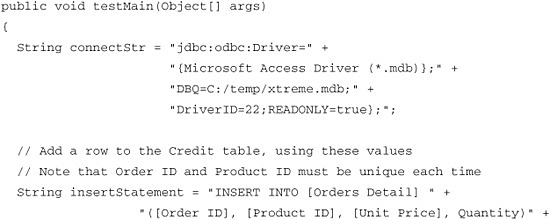 public void testMain(Object[] args)
{
  String connectStr = "jdbc:odbc:Driver=" +
                      "{Microsoft Access Driver (*.mdb)};" +
                      "DBQ=C:/temp/xtreme.mdb;" +
                      "DriverID=22;READONLY=true};";

  // Add a row to the Credit table, using these values
  // Note that Order ID and Product ID must be unique each time
  String insertStatement = "INSERT INTO [Orders Detail] " +
                  "([Order ID], [Product ID], [Unit Price], Quantity)" +